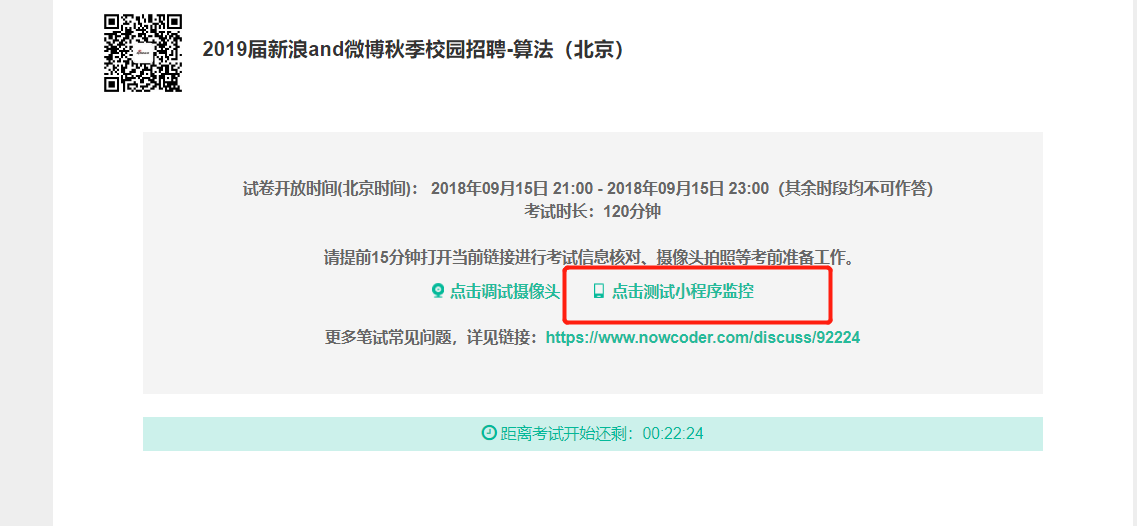 2019届新浪and微博秋季校园招聘-算法（北京）
试卷开放时间(北京时间)： 2018年09月15日 21:00 - 2018年09月15日 23:00（其余时段均不可作答）
考试时长：120分钟
请提前15分钟打开当前链接进行考试信息核对、摄像头拍照等考前准备工作。
点击调试摄像头 点击测试小程序监控
更多笔试常见问题，详见链接：https://www.nowcoder.com/discuss/92224
距离考试开始还剩：00:22:24